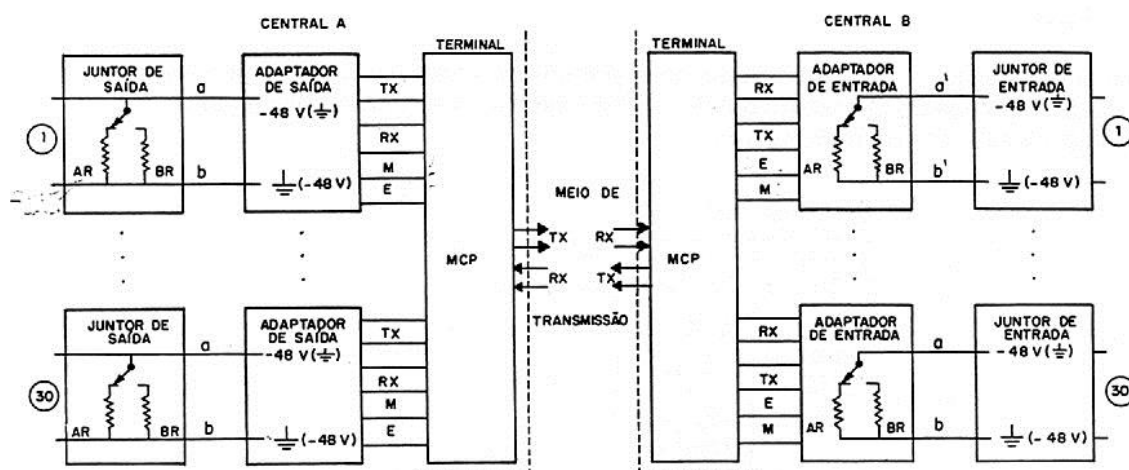 CENTRAL A
CENTRAL B
TERMINAL
TERMINAL
JUNTOR DE
SAÍDA
a
ADAPTADOR
DE SAÍDA
-48 V(⏚)
TX
RX
ADAPTADOR
DE ENTRADA
a'
JUNTOR DE
ENTRADA
-48 V(⏚)
1
RX
TX
1
AR
BR
b
⏚(-48 V)
M
E
MEIO DE
E
M
AR
BR
b'
⏚(-48 V)
MCP
TX
RX
MCP
RX
TX
JUNTOR DE
SAÍDA
a
ADAPTADOR
DE SAÍDA
-48 V(⏚)
TX
TRANSMISSÃO
RX
ADAPTADOR
DE ENTRADA
a
JUNTOR DE
ENTRADA
-48 V(⏚)
30
RX
TX
30
AR
BR
b
⏚(-48 V)
M
E
E
M
AR
BR
b
⏚(-48 V)